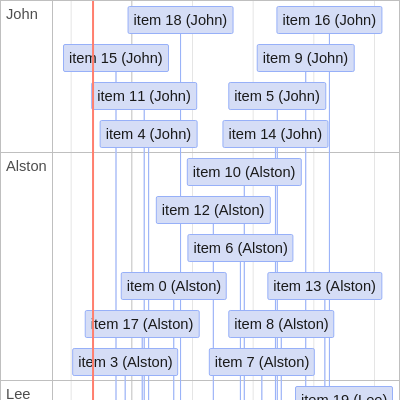 John
item 18 (John)
item 16 (John)
item 15 (John)
item 9 (John)
item 11 (John)
item 5 (John)
item 4 (John)
item 14 (John)
Alston
item 10 (Alston)
item 12 (Alston)
item 6 (Alston)
item 0 (Alston)
item 13 (Alston)
item 17 (Alston)
item 8 (Alston)
item 3 (Alston)
item 7 (Alston)
Lee
item 19 (Lee)